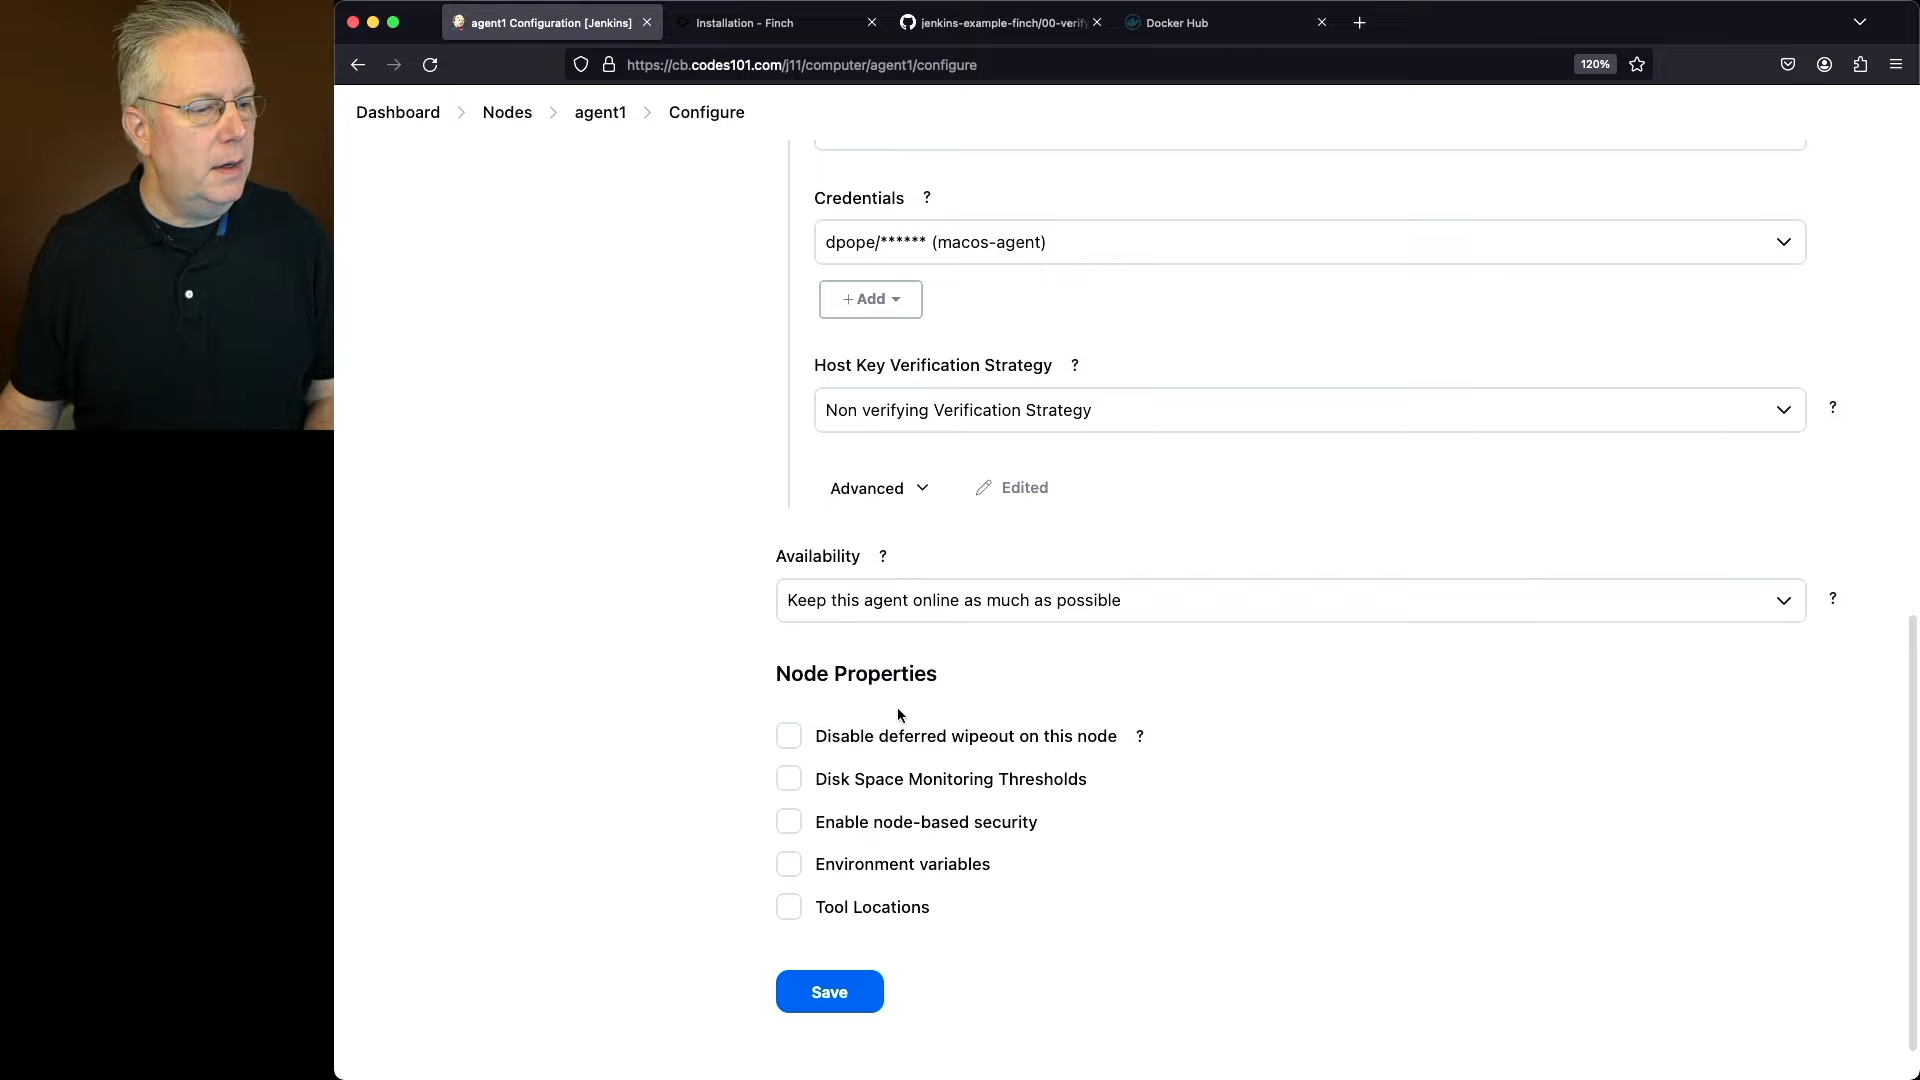 agent1 Configuration [Jenkins]
Installation - Finch
jenkins-example-finch/00-verify
Docker Hub
https://cb.codes101.com/j11/computer/agent1/configure
120%
Dashboard
Nodes
agent1
Configure
Credentials ?
dpope/****** (macos-agent)
+ Add
Host Key Verification Strategy ?
Non verifying Verification Strategy
?
Advanced
Edited
Availability ?
Keep this agent online as much as possible
?
Node Properties
Disable deferred wipeout on this node ?
Disk Space Monitoring Thresholds
Enable node-based security
Environment variables
Tool Locations
Save